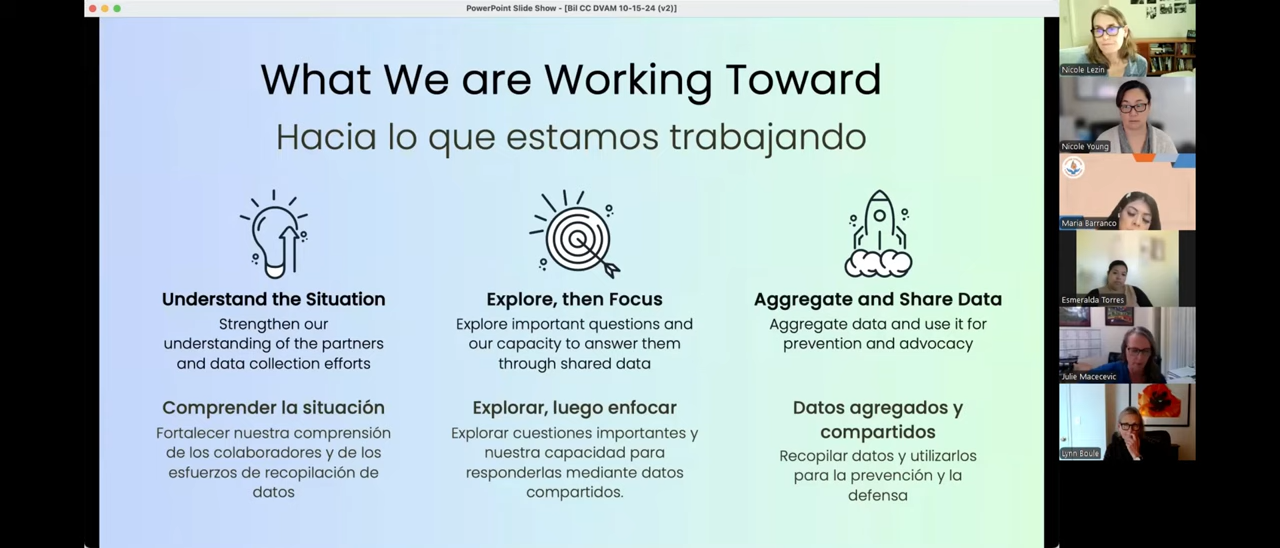 PowerPoint Slide Show - [Bil CC DVAM 10-15-24 (v2)]
What We are Working Toward
Hacia lo que estamos trabajando
Understand the Situation
Strengthen our
understanding of the partners
and data collection efforts
Comprender la situación
Fortalecer nuestra comprensión
de los colaboradores y de los
esfuerzos de recopilación de
datos
Explore, then Focus
Explore important questions and
our capacity to answer them
through shared data
Explorar, luego enfocar
Explorar cuestiones importantes y
nuestra capacidad para
responderlas mediante datos
compartidos.
Aggregate and Share Data
Aggregate data and use it for
prevention and advocacy
Datos agregados y
compartidos
Recopilar datos y utilizarlos
para la prevención y la
defensa
Nicole Lezin
Nicole Young
Maria Barranco
Esmeralda Torres
Julie Macecevic
Lynn Boule